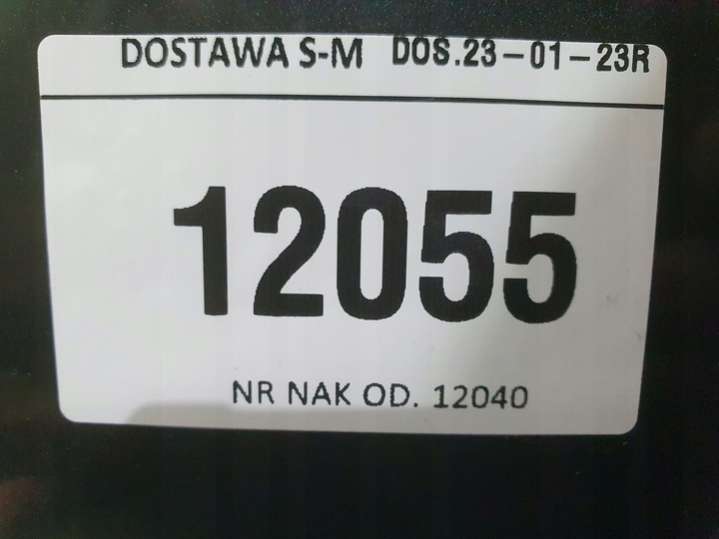 DOSTAWA S-M DOS.23-01-23R
12055
NR NAK OD. 12040